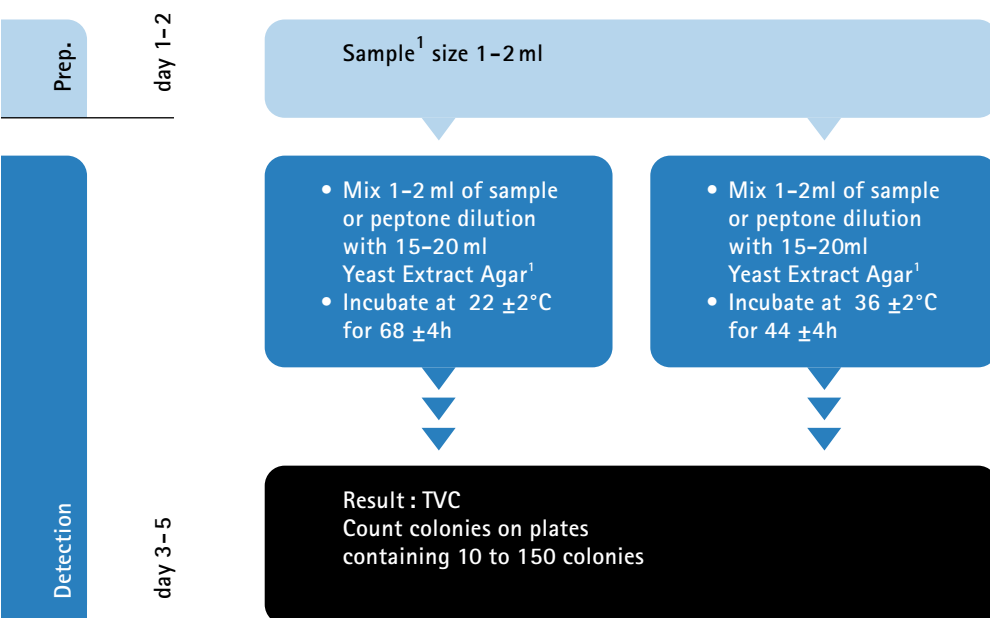 Prep.
day 1-2
Sample¹ size 1-2 ml
• Mix 1-2 ml of sample
or peptone dilution
with 15-20 ml
Yeast Extract Agar¹
• Incubate at 22 ±2°C
for 68 ±4h
• Mix 1-2ml of sample
or peptone dilution
with 15-20ml
Yeast Extract Agar¹
• Incubate at 36 ±2°C
for 44 ±4h
Detection
day 3-5
Result : TVC
Count colonies on plates
containing 10 to 150 colonies